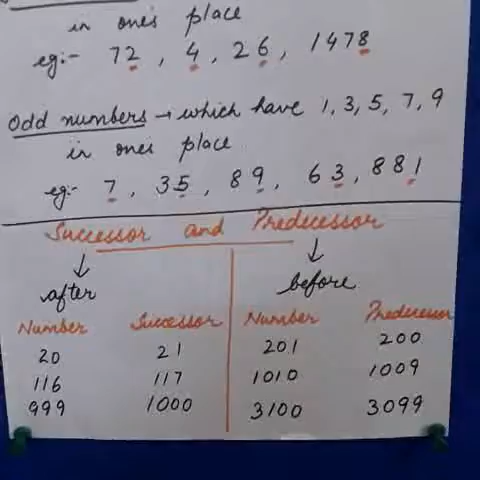 in one's place
eg:- 72, 4, 26, 1478
Odd numbers → which have 1, 3, 5, 7, 9
in one's place
eg:- 7, 35, 89, 63, 881
Successor and Predecessor
↓ ↓
after before
Number Successor Number Predecessor
20 21 201 200
116 117 1010 1009
999 1000 3100 3099